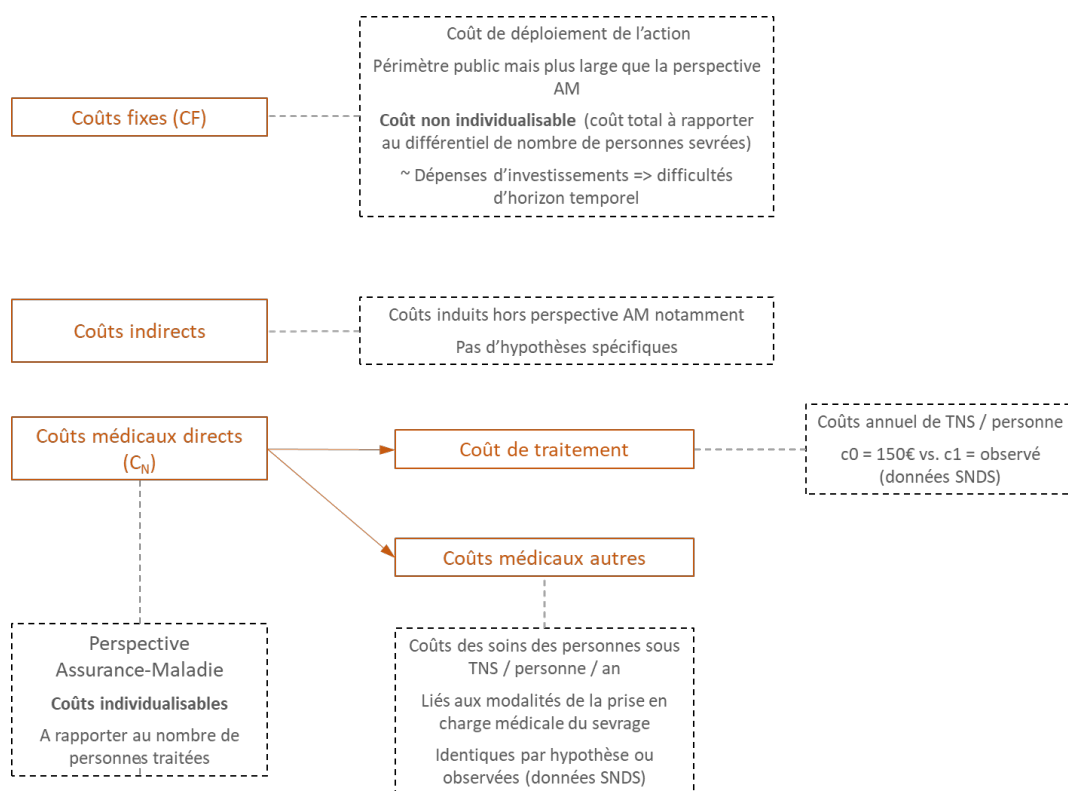 Coût de déploiement de l'action
Périmètre public mais plus large que la perspective
AM
Coûts fixes (CF)
Coût non individualisable (coût total à rapporter
au différentiel de nombre de personnes sevrées)
~ Dépenses d'investissements => difficultés
d'horizon temporel
Coûts indirects
Coûts induits hors perspective AM notamment
Pas d'hypothèses spécifiques
Coûts médicaux directs
(CN)
Coût de traitement
Coûts annuel de TNS / personne
c0 = 150€ vs. c1 = observé
(données SNDS)
Coûts médicaux autres
Perspective
Assurance-Maladie
Coûts individualisables
A rapporter au nombre de
personnes traitées
Coûts des soins des personnes sous
TNS / personne / an
Liés aux modalités de la prise en
charge médicale du sevrage
Identiques par hypothèse ou
observées (données SNDS)